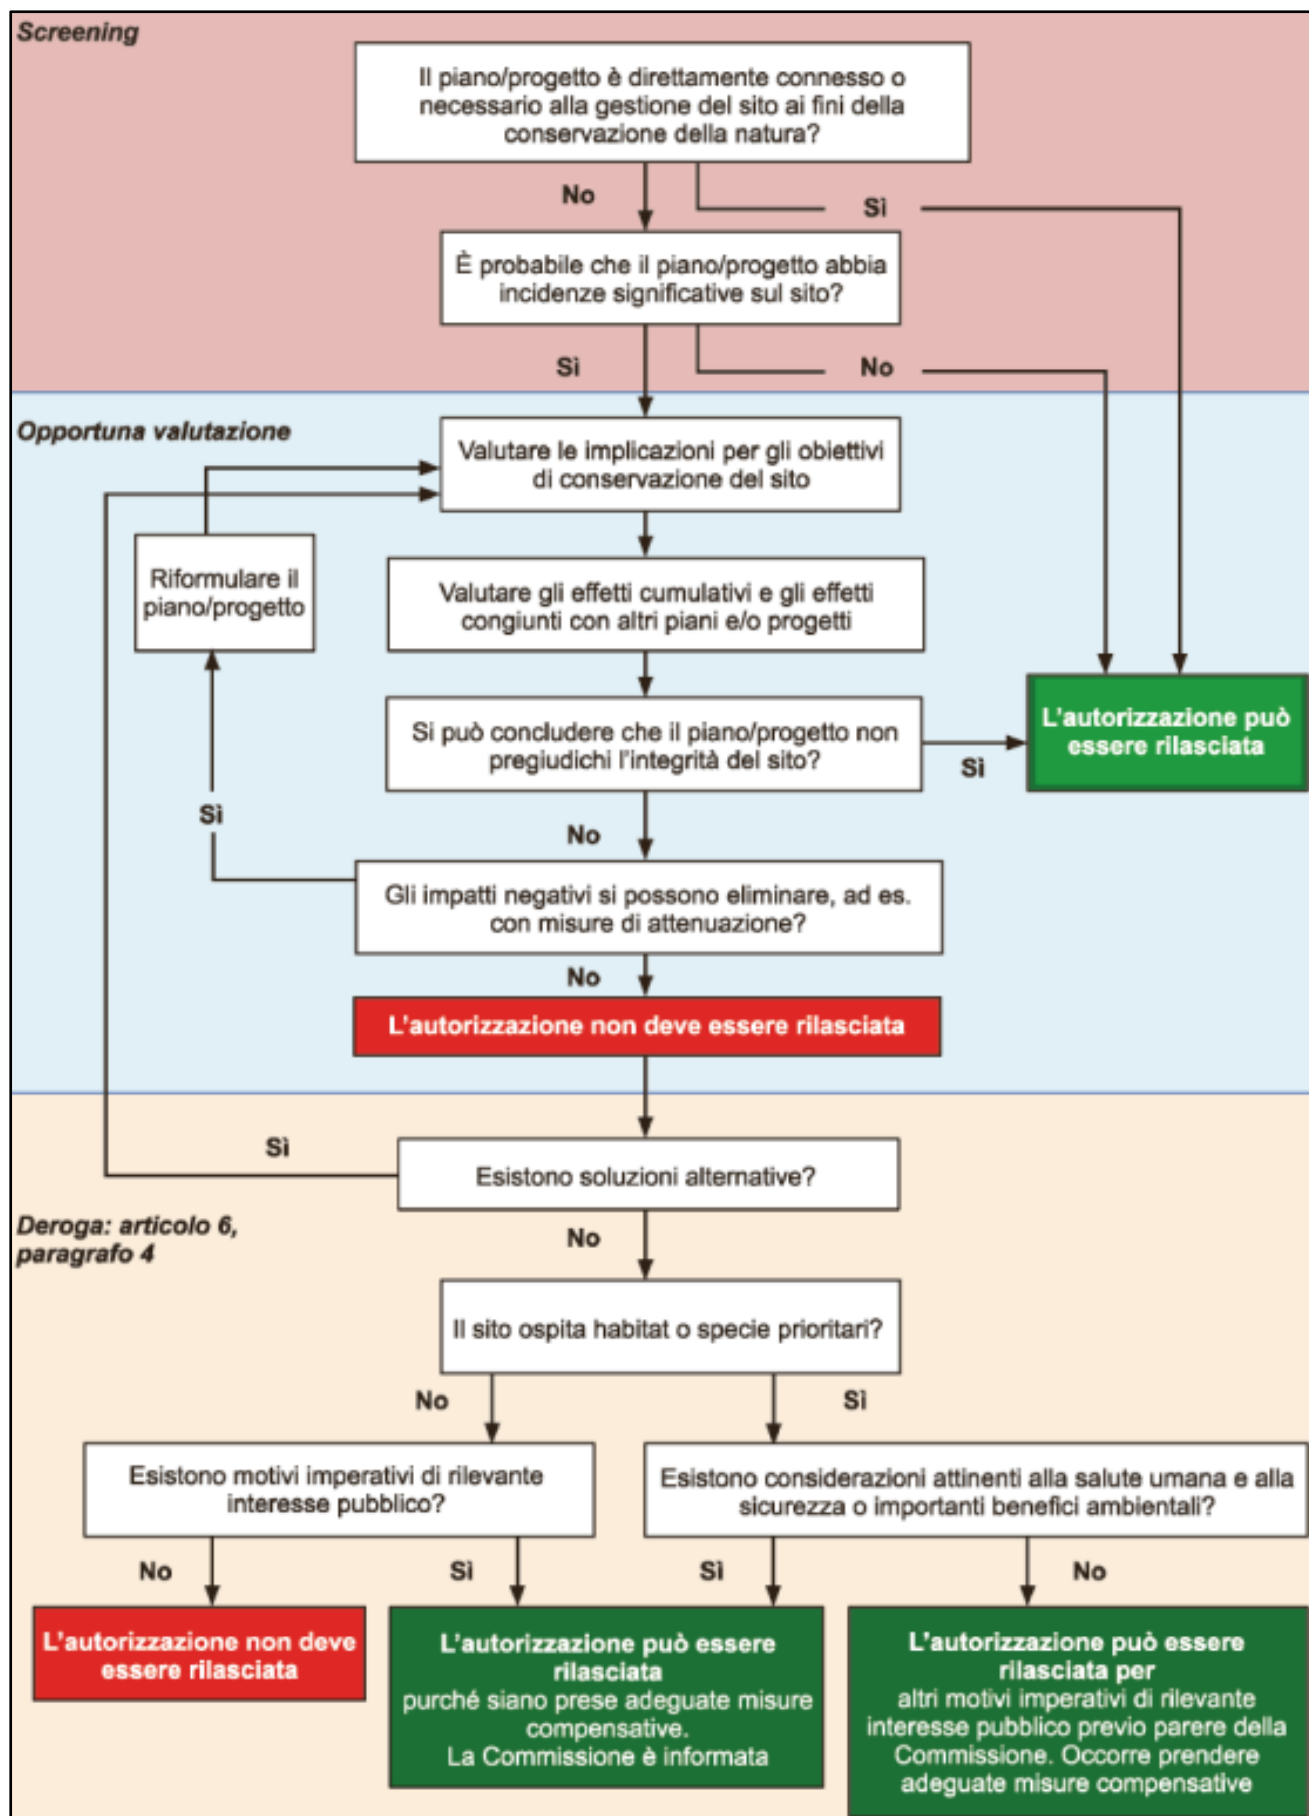 Screening
Il piano/progetto è direttamente connesso o
necessario alla gestione del sito ai fini della
conservazione della natura?
No
Sì
È probabile che il piano/progetto abbia
incidenze significative sul sito?
Sì
No
Opportuna valutazione
Valutare le implicazioni per gli obiettivi
di conservazione del sito
Riformulare il
piano/progetto
Valutare gli effetti cumulativi e gli effetti
congiunti con altri piani e/o progetti
Si può concludere che il piano/progetto non
pregiudichi l'integrità del sito?
Sì
L'autorizzazione può
essere rilasciata
Sì
No
Gli impatti negativi si possono eliminare, ad es.
con misure di attenuazione?
No
L'autorizzazione non deve essere rilasciata
Sì
Esistono soluzioni alternative?
Deroga: articolo 6,
paragrafo 4
No
Il sito ospita habitat o specie prioritari?
No
Sì
Esistono motivi imperativi di rilevante
interesse pubblico?
Esistono considerazioni attinenti alla salute umana e alla
sicurezza o importanti benefici ambientali?
No
Sì
Sì
No
L'autorizzazione non deve
essere rilasciata
L'autorizzazione può essere
rilasciata
purché siano prese adeguate misure
compensative.
La Commissione è informata
L'autorizzazione può essere
rilasciata per
altri motivi imperativi di rilevante
interesse pubblico previo parere della
Commissione. Occorre prendere
adeguate misure compensative